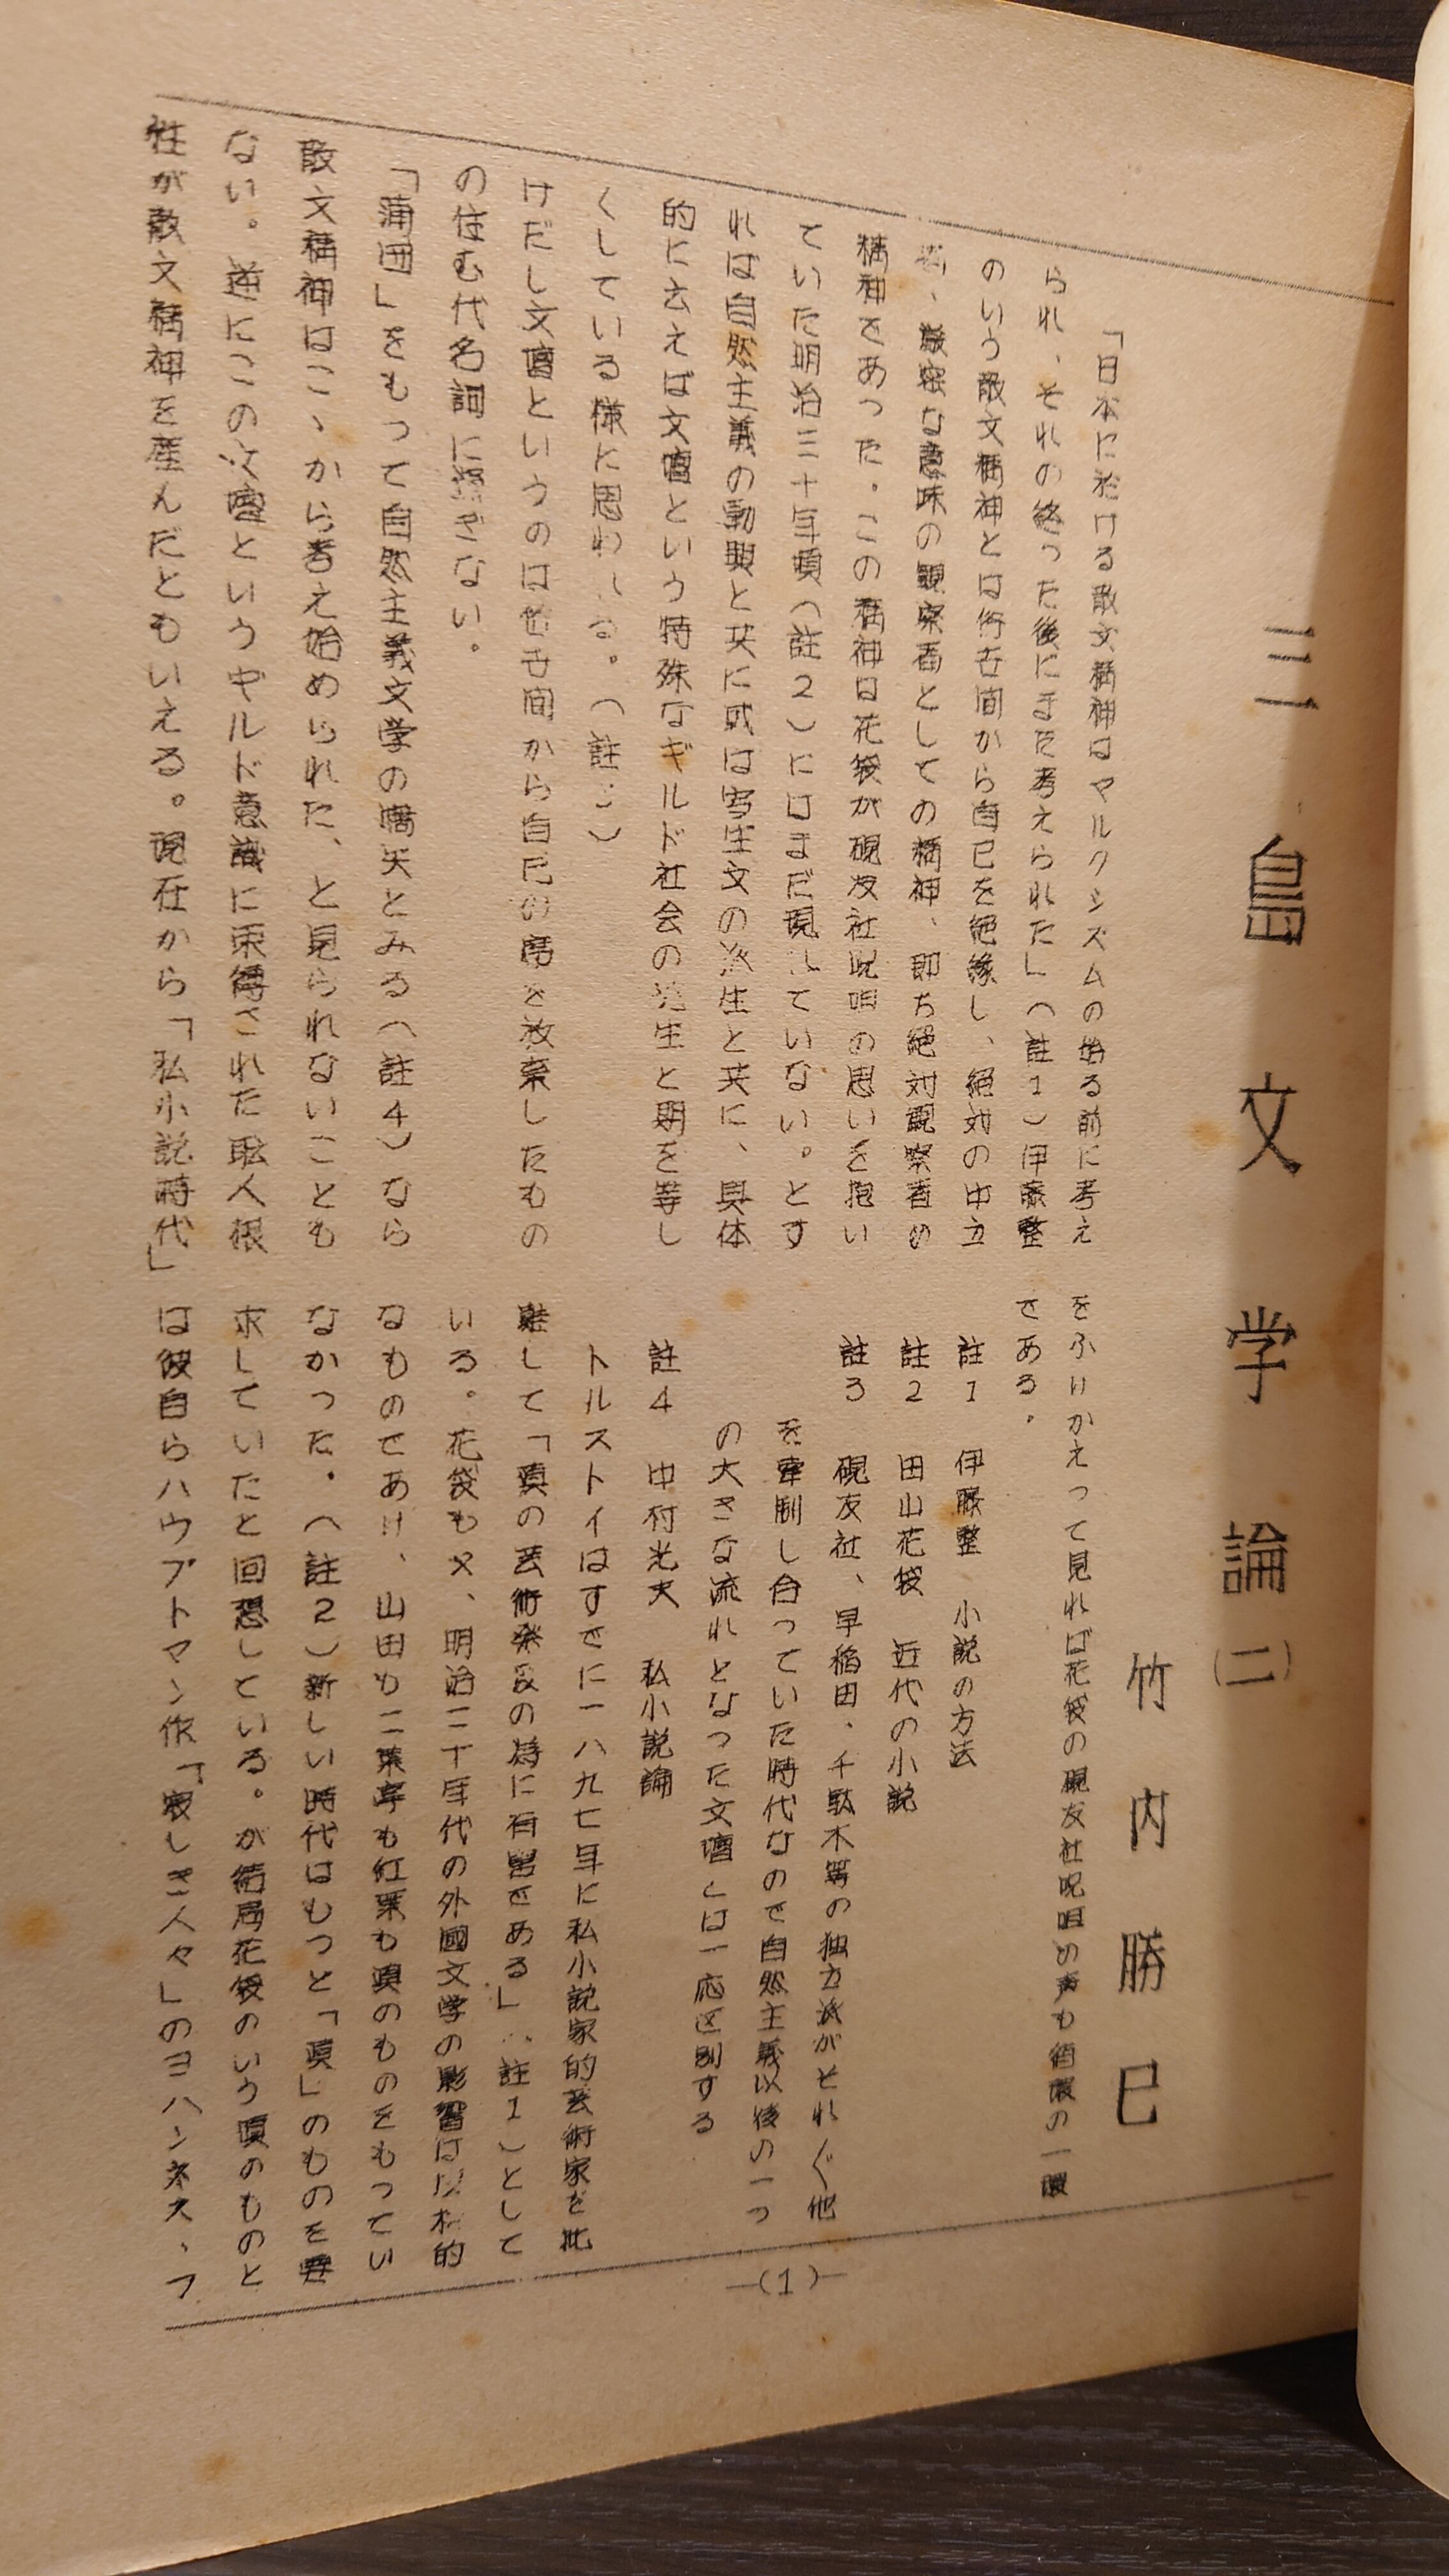 三島文学論(二)
竹内勝巳
「日本に於ける散文精神はマルクシズムの始る前に考え
られ、それの終った後にまた考えられた」(註1)伊藤整
のいう散文精神とは俗世間から自己を絶縁し、絶対の中立
、厳密な意味の観察者としての精神、即ち絶対観察者の
精神をあった。この精神は花袋が硯友社呪咀の思いを抱い
ていた明治三十年頃(註2)にはまだ現れていない。とす
れば自然主義の動興と共に或は写生文の派生と共に、具体
的に云えば文壇という特殊なギルド社会の発生と期を等し
くしている様に思われる。(註3)
けだし文壇というのは俗世間から自己の席を放棄したもの
の住む代名詞に過ぎない。
「蒲団」をもって自然主義文学の嚆矢とみる(註4)なら
散文精神はこゝから考え始められた、と見られないことも
ない。逆にこの文壇というギルド意識に東縛された職人根
性が散文精神を産んだともいえる。現在から「私小説時代」
をふりかえって見れば花袋の硯友社呪咀の声も宿環の一環
である。
註1 伊藤整 小説の方法
註2 田山花袋 近代の小説
註3 硯友社、早稲田、千駄木等の独立派がそれ〴〵他
を牽制し合っていた時代なので自然主義以後の一つ
の大きな流れとなった文壇とは一応区別する
註4 中村光夫 私小説論
トルストイはすでに一八九七年に私小説家的芸術家を批
難して「真の芸術発展の為に有害である」(註1)として
いる。花袋も又、明治二十年代の外國文学の影響は以材的
なものであり、山田も二葉亭も紅葉も真のものをもってい
なかった。(註2)新しい時代はもっと「真」のものを要
求していたと回想している。が結局花袋のいう真のものと
は彼自らハウプトマン作「寂しき人々」のヨハンネス、フ
—(1)—